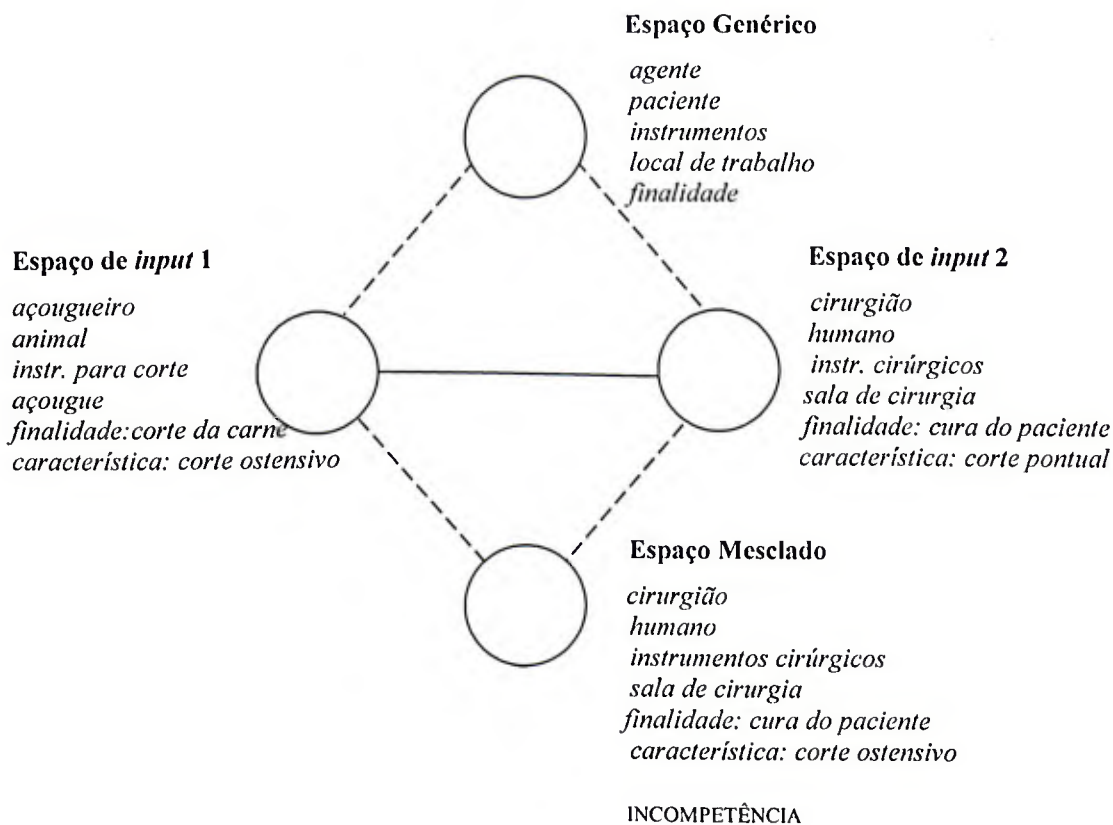 Espaço Genérico
agente
paciente
instrumentos
local de trabalho
finalidade
Espaço de input 1
açougueiro
animal
instr. para corte
açougue
finalidade:corte da carne
característica: corte ostensivo
Espaço de input 2
cirurgião
humano
instr. cirúrgicos
sala de cirurgia
finalidade: cura do paciente
característica: corte pontual
Espaço Mesclado
cirurgião
humano
instrumentos cirúrgicos
sala de cirurgia
finalidade: cura do paciente
característica: corte ostensivo
INCOMPETÊNCIA